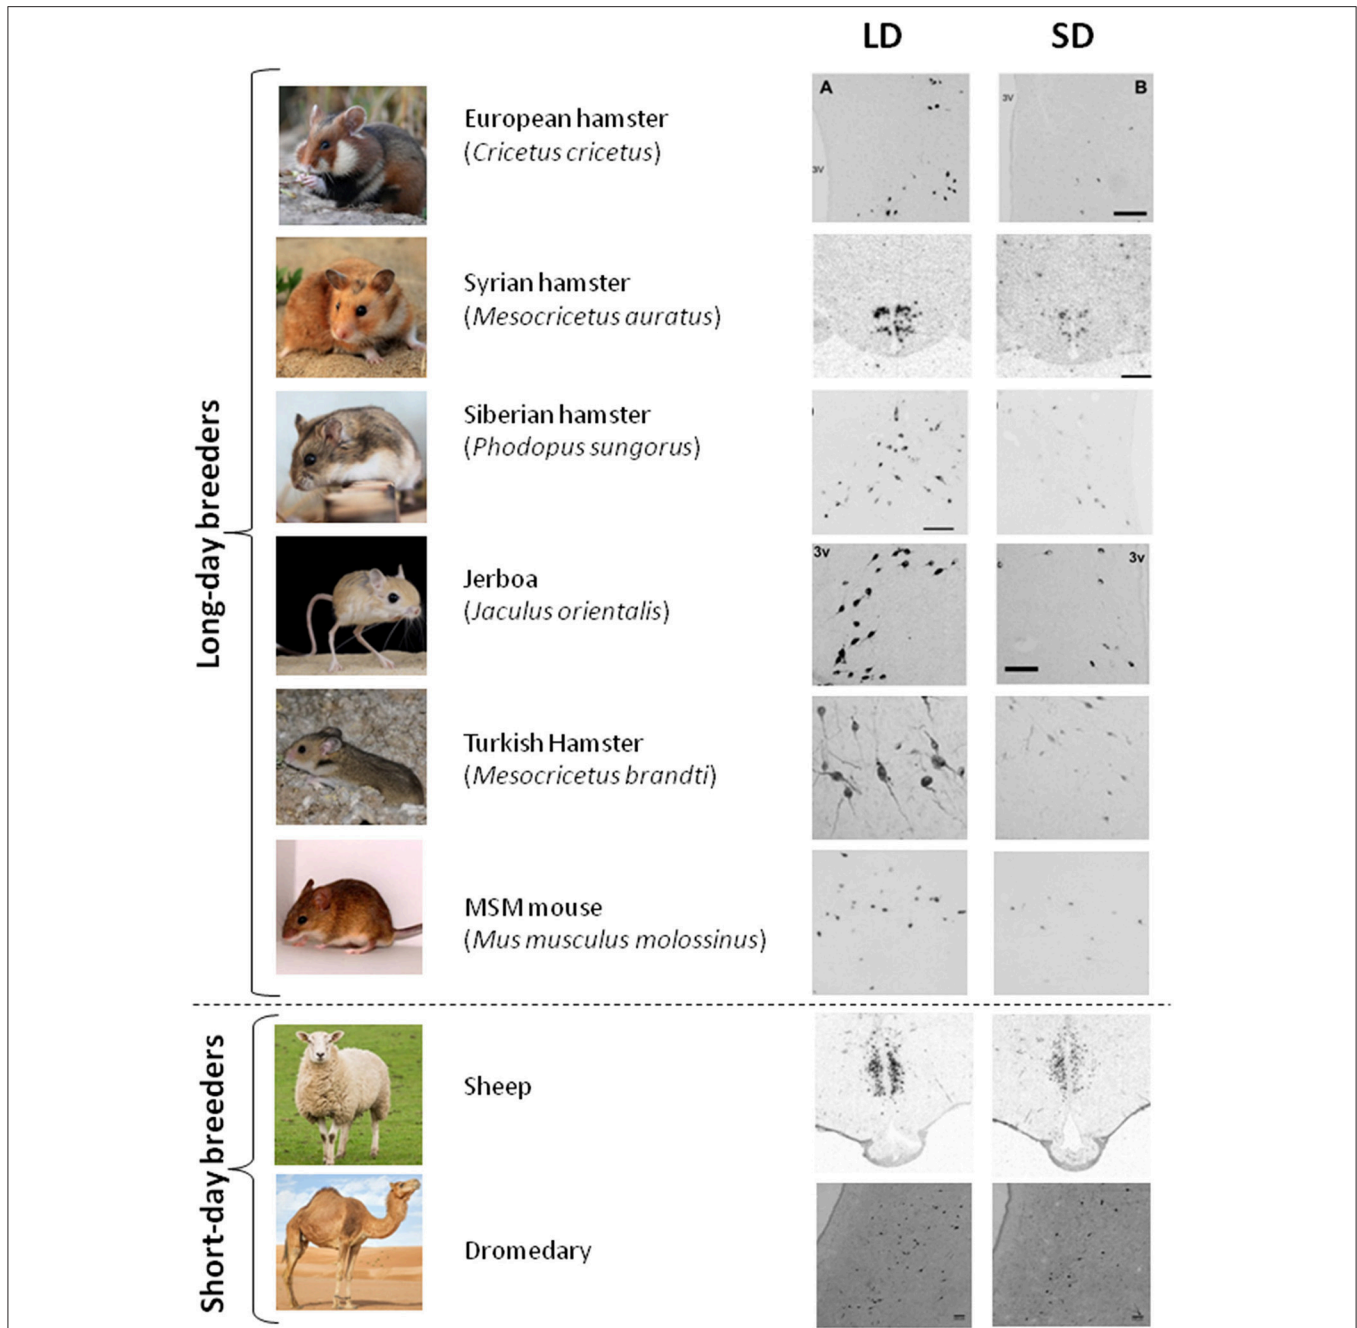 LD SD
Long-day breeders
A
3V
3V
B
European hamster
(Cricetus cricetus)
Syrian hamster
(Mesocricetus auratus)
Siberian hamster
(Phodopus sungorus)
3v
3v
Jerboa
(Jaculus orientalis)
Turkish Hamster
(Mesocricetus brandti)
MSM mouse
(Mus musculus molossinus)
Short-day breeders
Sheep
Dromedary